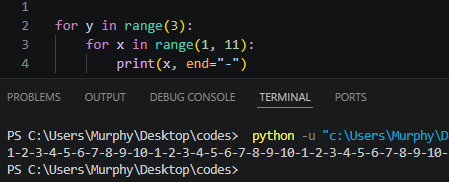 1
2 for y in range(3):
3     for x in range(1, 11):
4         print(x, end="-")
PROBLEMS OUTPUT DEBUG CONSOLE TERMINAL PORTS
PS C:\Users\Murphy\Desktop\codes> python -u "c:\Users\Murphy\D
1-2-3-4-5-6-7-8-9-10-1-2-3-4-5-6-7-8-9-10-1-2-3-4-5-6-7-8-9-10-
PS C:\Users\Murphy\Desktop\codes>